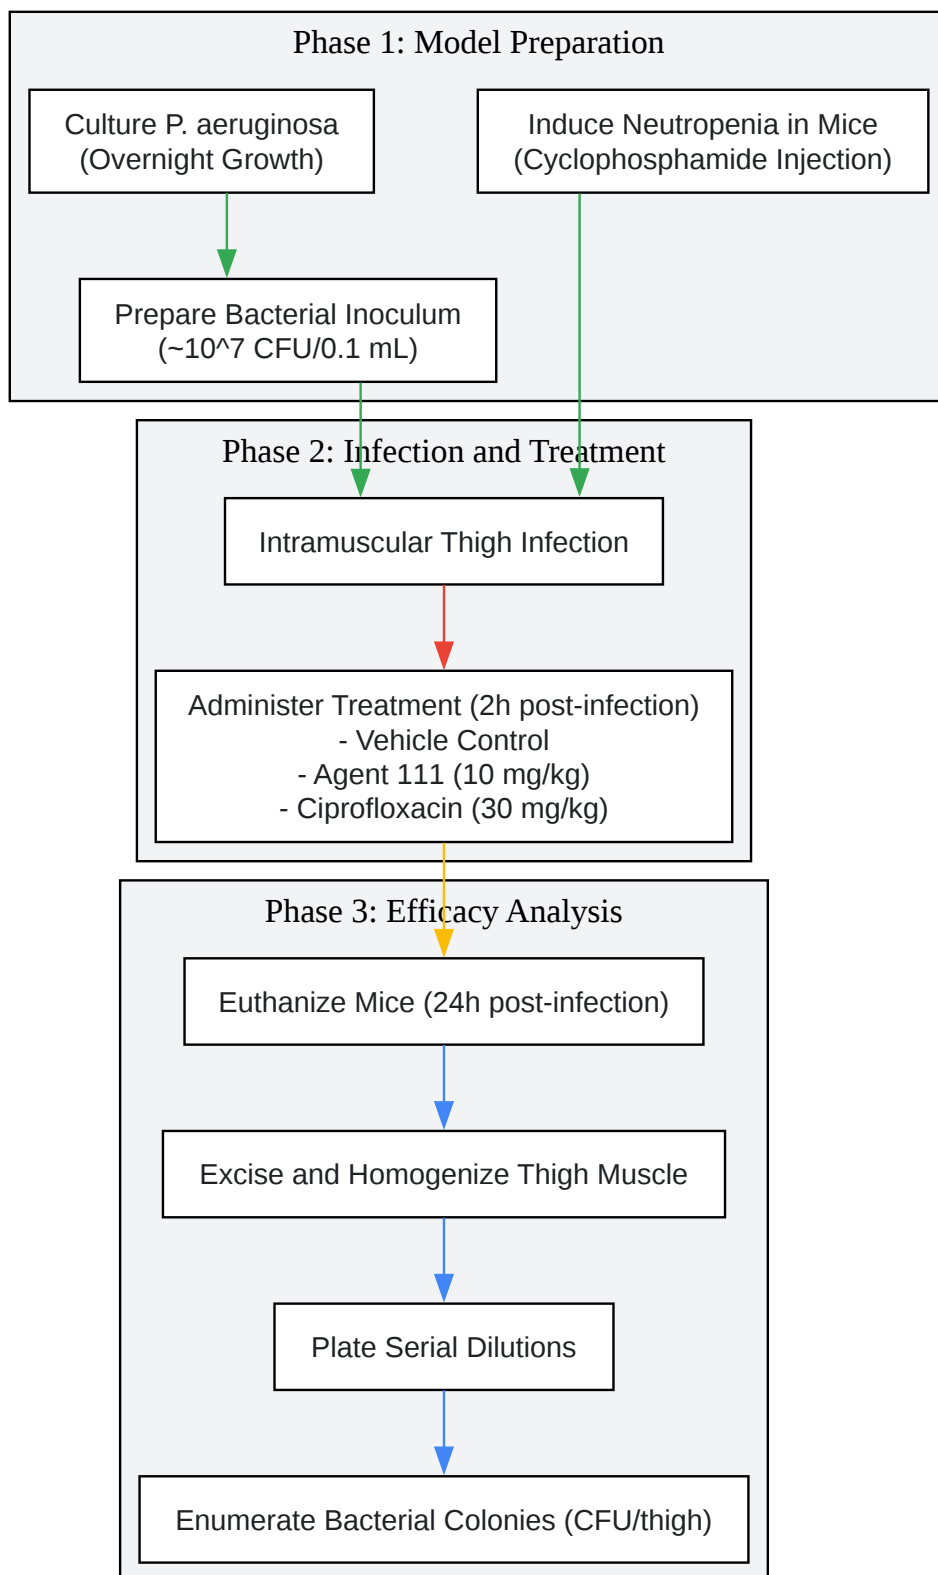 Phase 1: Model Preparation
Culture P. aeruginosa
(Overnight Growth)
Induce Neutropenia in Mice
(Cyclophosphamide Injection)
Prepare Bacterial Inoculum
(~10^7 CFU/0.1 mL)
Phase 2: Infection and Treatment
Intramuscular Thigh Infection
Administer Treatment (2h post-infection)
- Vehicle Control
- Agent 111 (10 mg/kg)
- Ciprofloxacin (30 mg/kg)
Phase 3: Efficacy Analysis
Euthanize Mice (24h post-infection)
Excise and Homogenize Thigh Muscle
Plate Serial Dilutions
Enumerate Bacterial Colonies (CFU/thigh)